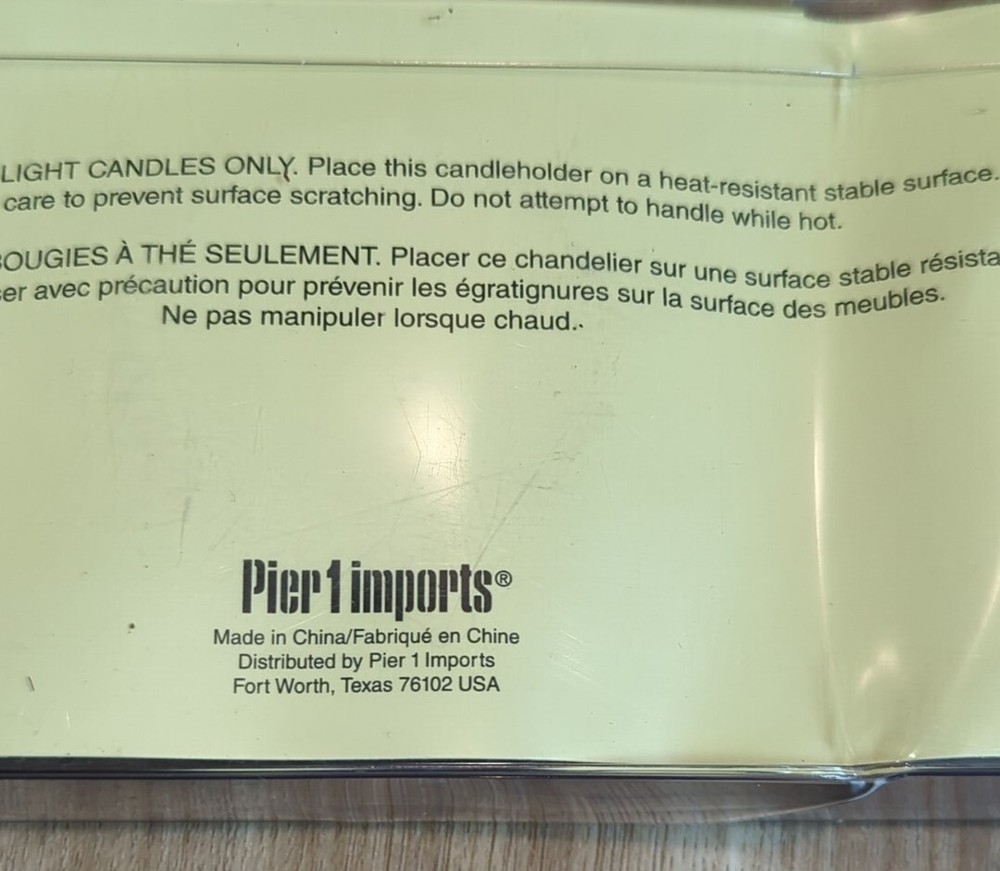 LIGHT CANDLES ONLY. Place this candleholder on a heat-resistant stable surface.
care to prevent surface scratching. Do not attempt to handle while hot.
BOUGIES À THÉ SEULEMENT. Placer ce chandelier sur une surface stable résista
ser avec précaution pour prévenir les égratignures sur la surface des meubles.
Ne pas manipuler lorsque chaud..
Pier 1 imports®
Made in China/Fabriqué en Chine
Distributed by Pier 1 Imports
Fort Worth, Texas 76102 USA